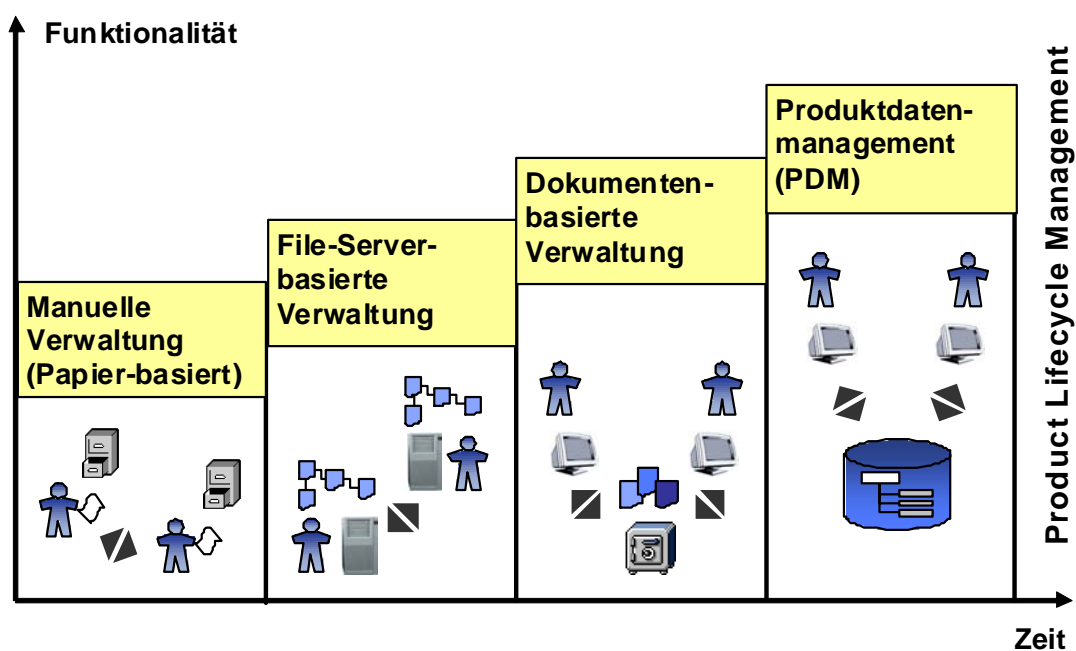 Funktionalität
Manuelle
Verwaltung
(Papier-basiert)
File-Server-
basierte
Verwaltung
Dokumenten-
basierte
Verwaltung
Produktdaten-
management
(PDM)
Product Lifecycle Management
Zeit